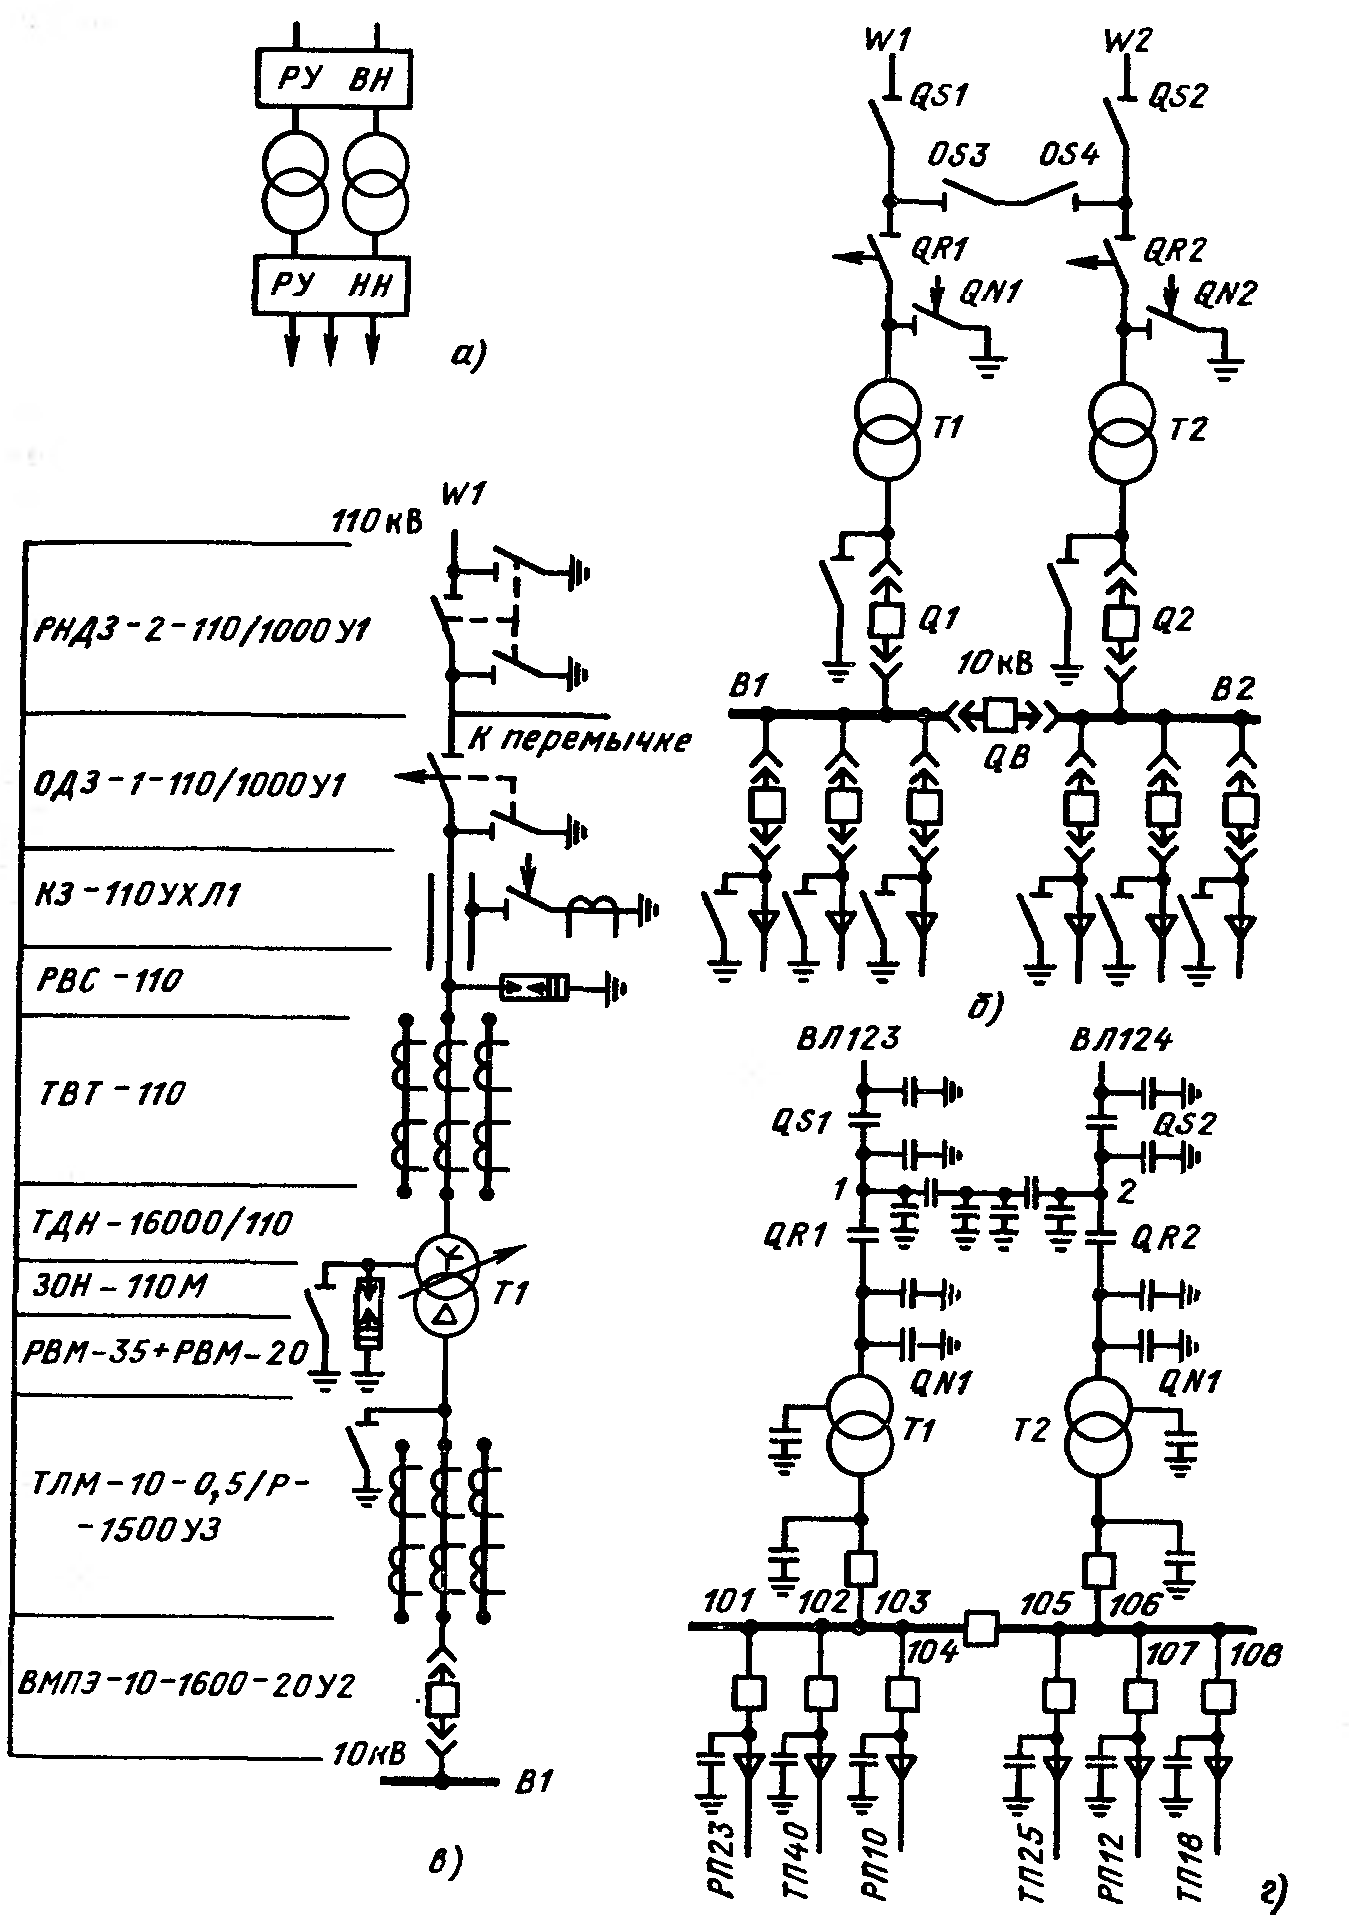 РУ ВН
РУ НН
а)
W1
W2
QS1
QS2
OS3
OS4
QR1
QR2
QN1
QN2
T1
T2
Q1
Q2
10 кВ
B1
B2
QB
б)
W1
110 кВ
РНДЗ-2-110/1000У1
К перемычке
ОДЗ-1-110/1000У1
КЗ-110УХЛ1
РВС-110
ТВТ-110
ТДН-16000/110
T1
ЗОН-110М
РВМ-35+РВМ-20
ТЛМ-10-0,5/Р-
-1500У3
ВМПЭ-10-1600-20У2
10кВ
B1
в)
ВЛ123
ВЛ124
QS1
QS2
1
2
QR1
QR2
QN1
QN1
T1
T2
101
102
103
105
106
104
107
108
РП23
ТП40
РП10
ТП25
РП12
ТП18
г)